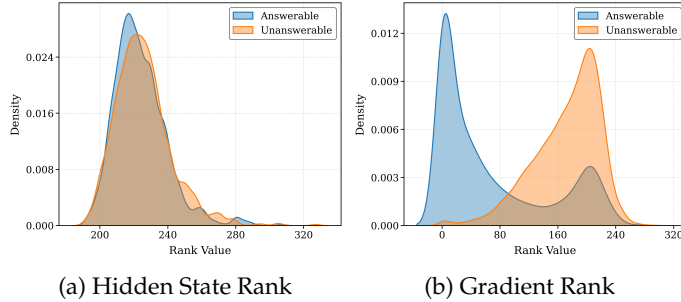 Answerable
Unanswerable
0.024
0.016
0.008
0.000
Density
200
240
280
320
Rank Value
(a) Hidden State Rank
Answerable
Unanswerable
0.012
0.009
0.006
0.003
0.000
Density
0
80
160
240
320
Rank Value
(b) Gradient Rank